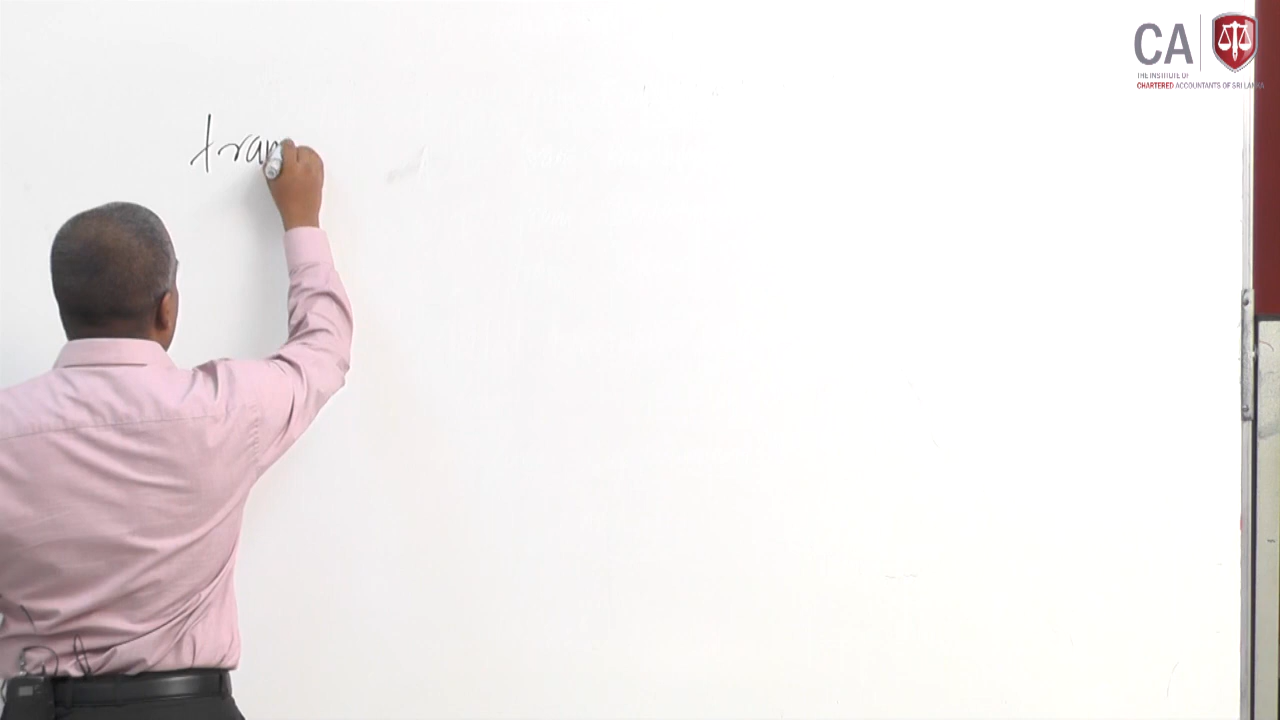 CA
THE INSTITUTE OF
CHARTERED ACCOUNTANTS OF SRI LANKA
tran